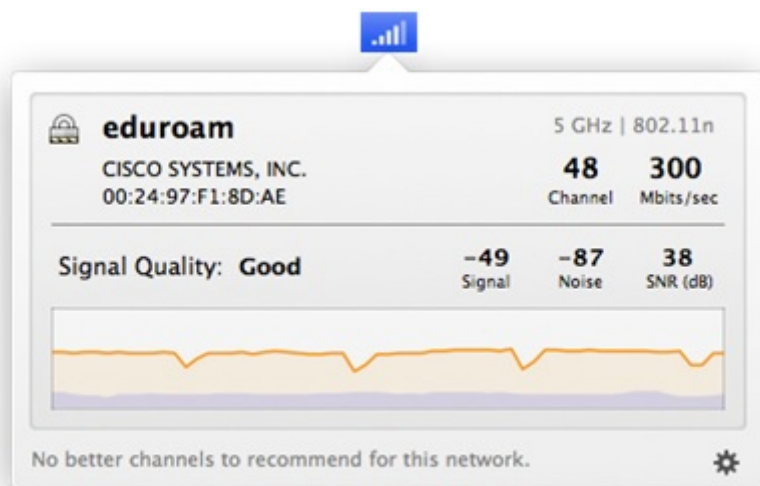 eduroam
5 GHz | 802.11n
CISCO SYSTEMS, INC.
00:24:97:F1:8D:AE
48 300
Channel Mbits/sec
Signal Quality: Good
-49 -87 38
Signal Noise SNR (dB)
No better channels to recommend for this network.